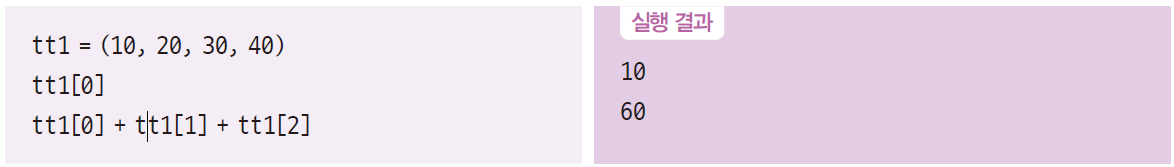 tt1 = (10, 20, 30, 40)
tt1[0]
tt1[0] + tt1[1] + tt1[2]
실행 결과
10
60